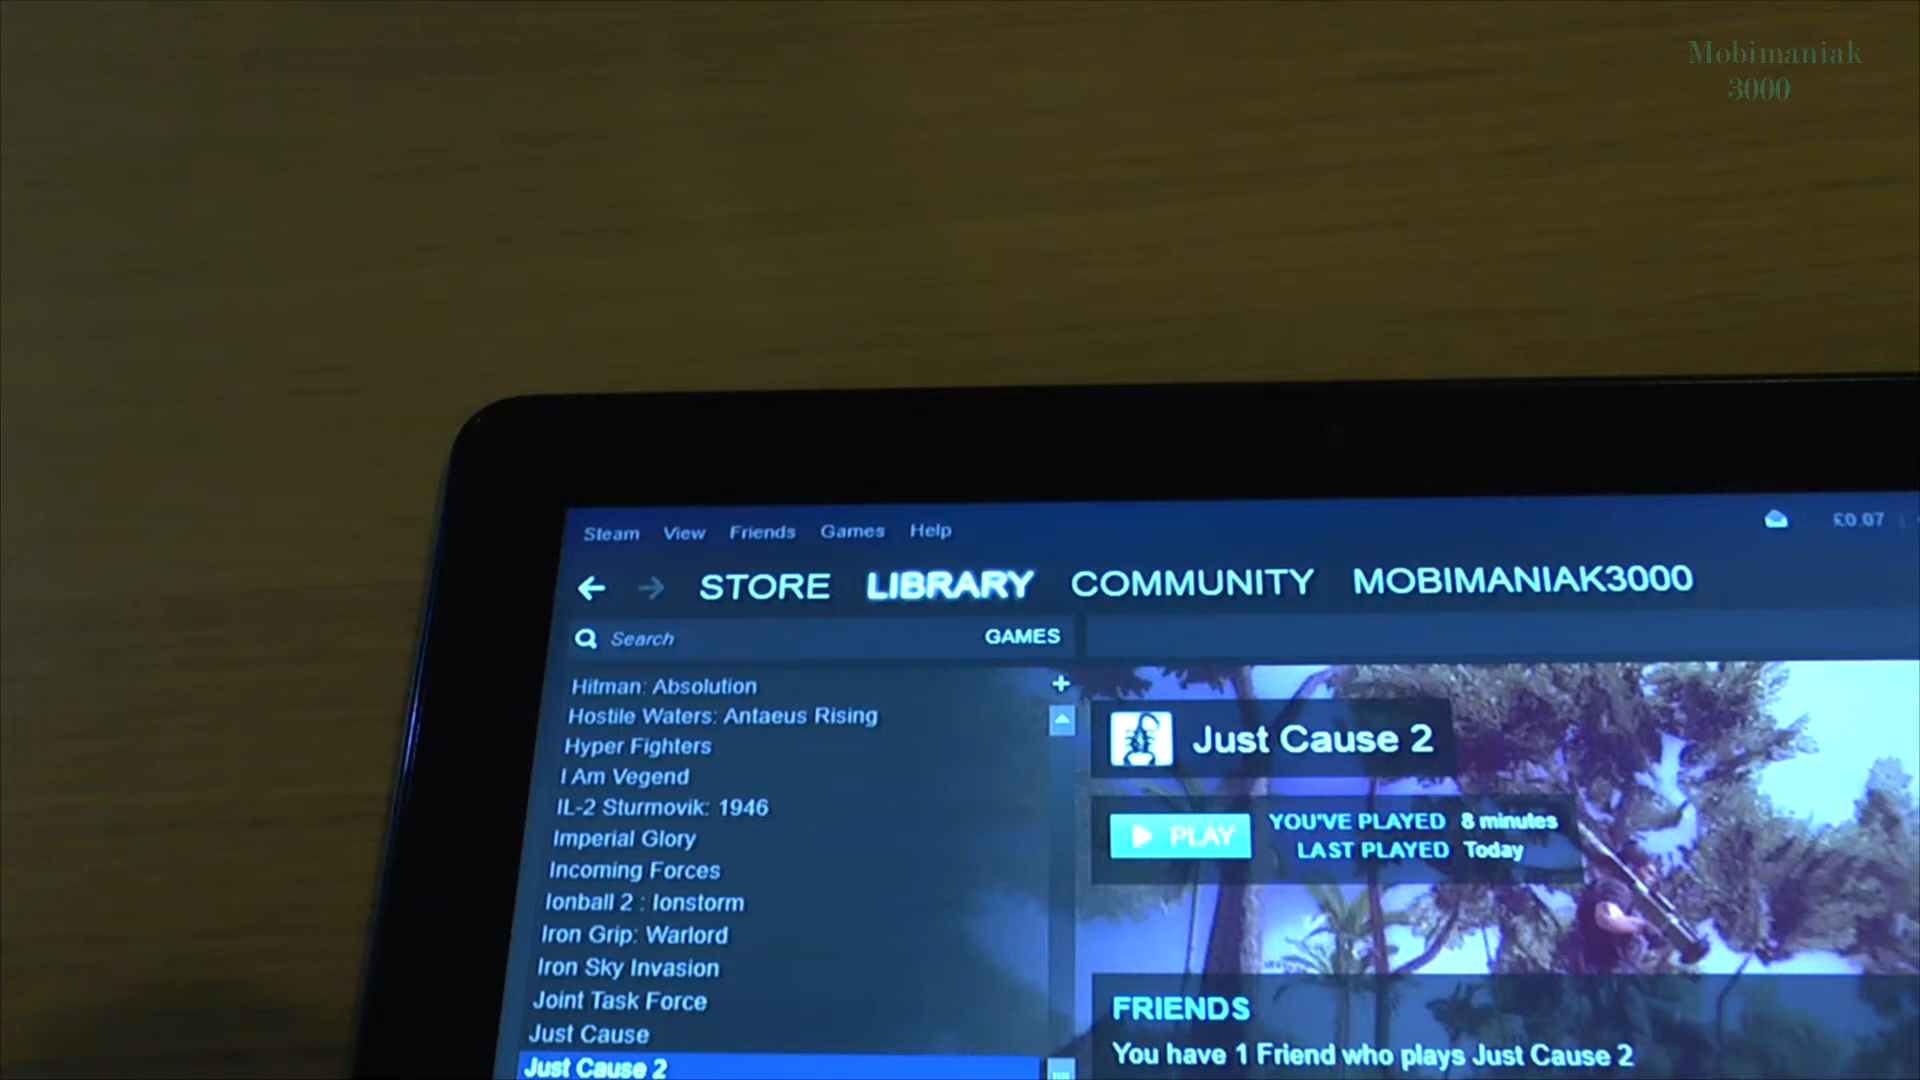 Mobimaniak
3000
Steam View Friends Games Help
£0.07
STORE LIBRARY COMMUNITY MOBIMANIAK3000
Search GAMES
Hitman: Absolution
Hostile Waters: Antaeus Rising
Hyper Fighters
I Am Vegend
IL-2 Sturmovik: 1946
Imperial Glory
Incoming Forces
Ionball 2 : Ionstorm
Iron Grip: Warlord
Iron Sky Invasion
Joint Task Force
Just Cause
Just Cause 2
Just Cause 2
PLAY
YOU'VE PLAYED 8 minutes
LAST PLAYED Today
FRIENDS
You have 1 Friend who plays Just Cause 2